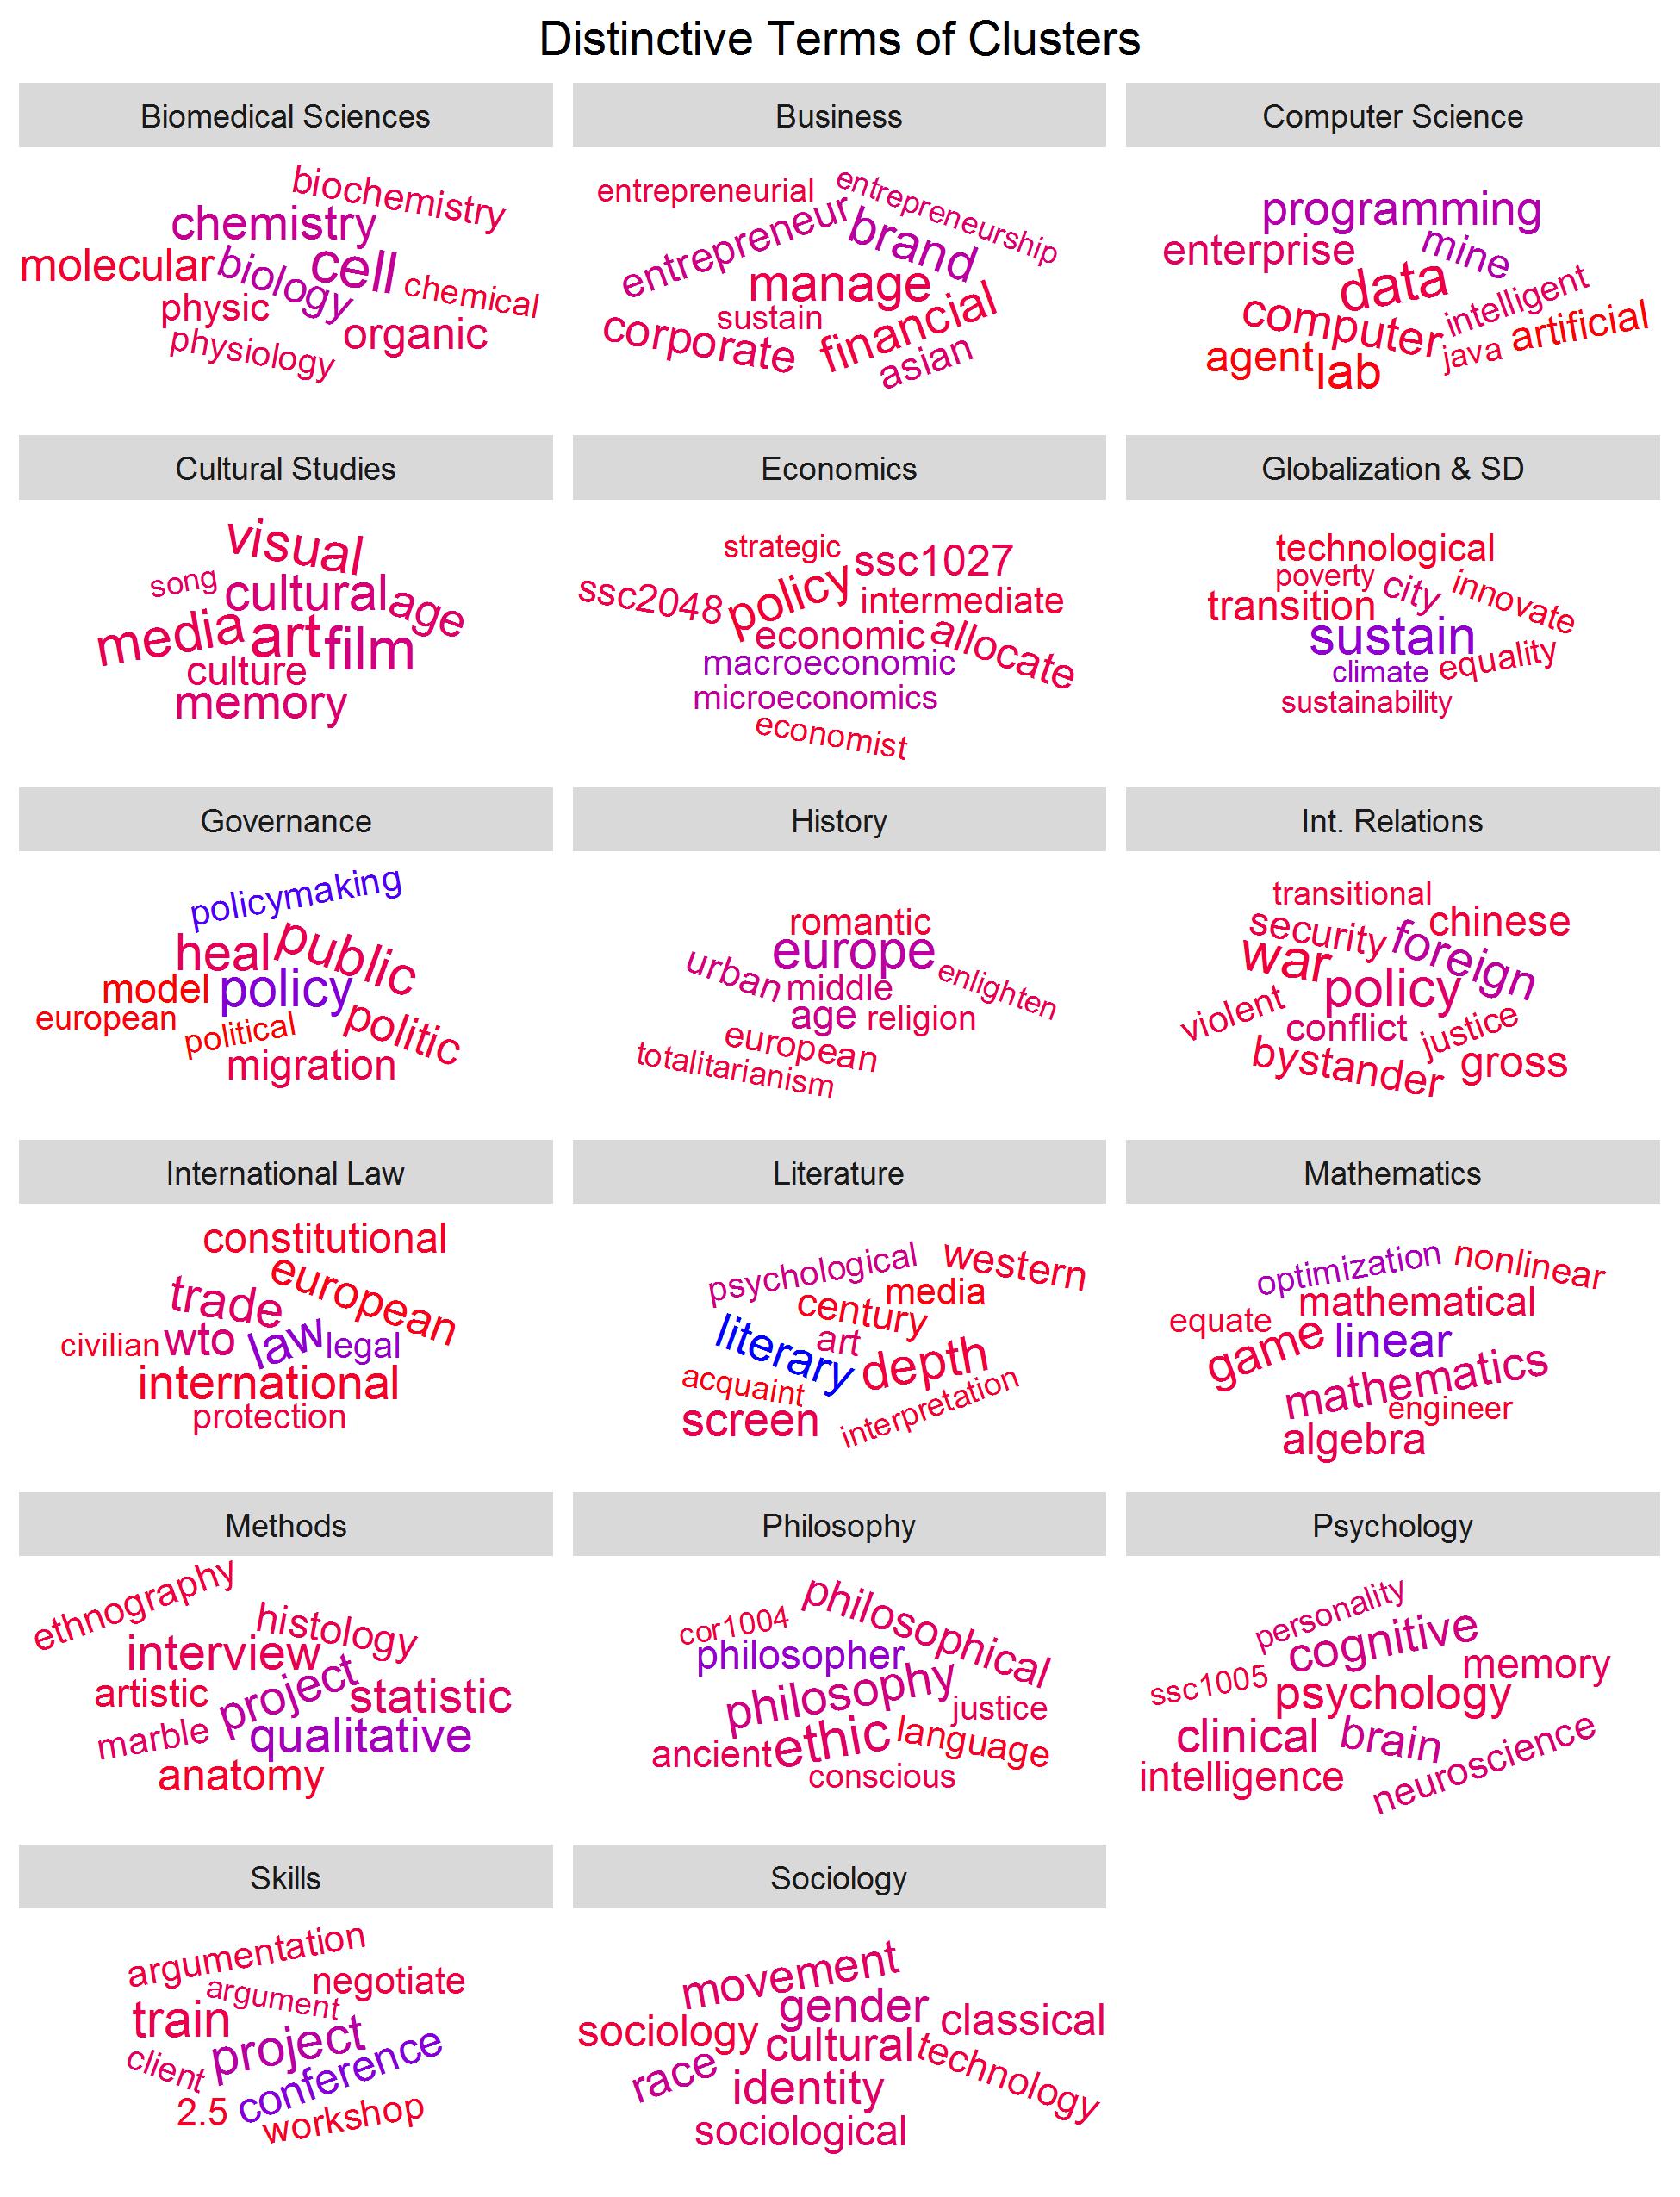 Distinctive Terms of Clusters
Biomedical Sciences
biochemistry
chemistry
molecular
biology
cell
chemical
physic
organic
physiology
Business
entrepreneurial
entrepreneurship
entrepreneur
brand
manage
sustain
corporate
financial
asian
Computer Science
programming
enterprise
mine
data
intelligent
computer
java
artificial
agent
lab
Cultural Studies
visual
song
cultural
age
media
art
film
culture
memory
Economics
strategic
ssc1027
ssc2048
policy
intermediate
economic
allocate
macroeconomic
microeconomics
economist
Globalization & SD
technological
poverty
city
innovate
transition
sustain
climate
equality
sustainability
Governance
policymaking
heal
public
model
policy
european
political
politic
migration
History
romantic
europe
urban
middle
enlighten
age
religion
european
totalitarianism
Int. Relations
transitional
security
foreign
chinese
war
policy
violent
conflict
justice
bystander
gross
International Law
constitutional
european
trade
civilian
wto
law
legal
international
protection
Literature
psychological
western
media
century
literary
art
depth
acquaint
screen
interpretation
Mathematics
optimization
nonlinear
mathematical
equate
game
linear
mathematics
engineer
algebra
Methods
ethnography
histology
interview
artistic
project
statistic
marble
qualitative
anatomy
Philosophy
philosophical
cor1004
philosopher
philosophy
justice
ancient
ethic
language
conscious
Psychology
personality
cognitive
memory
ssc1005
psychology
clinical
brain
intelligence
neuroscience
Skills
argumentation
argument
negotiate
train
project
client
conference
2.5
workshop
Sociology
movement
gender
classical
sociology
cultural
technology
race
identity
sociological